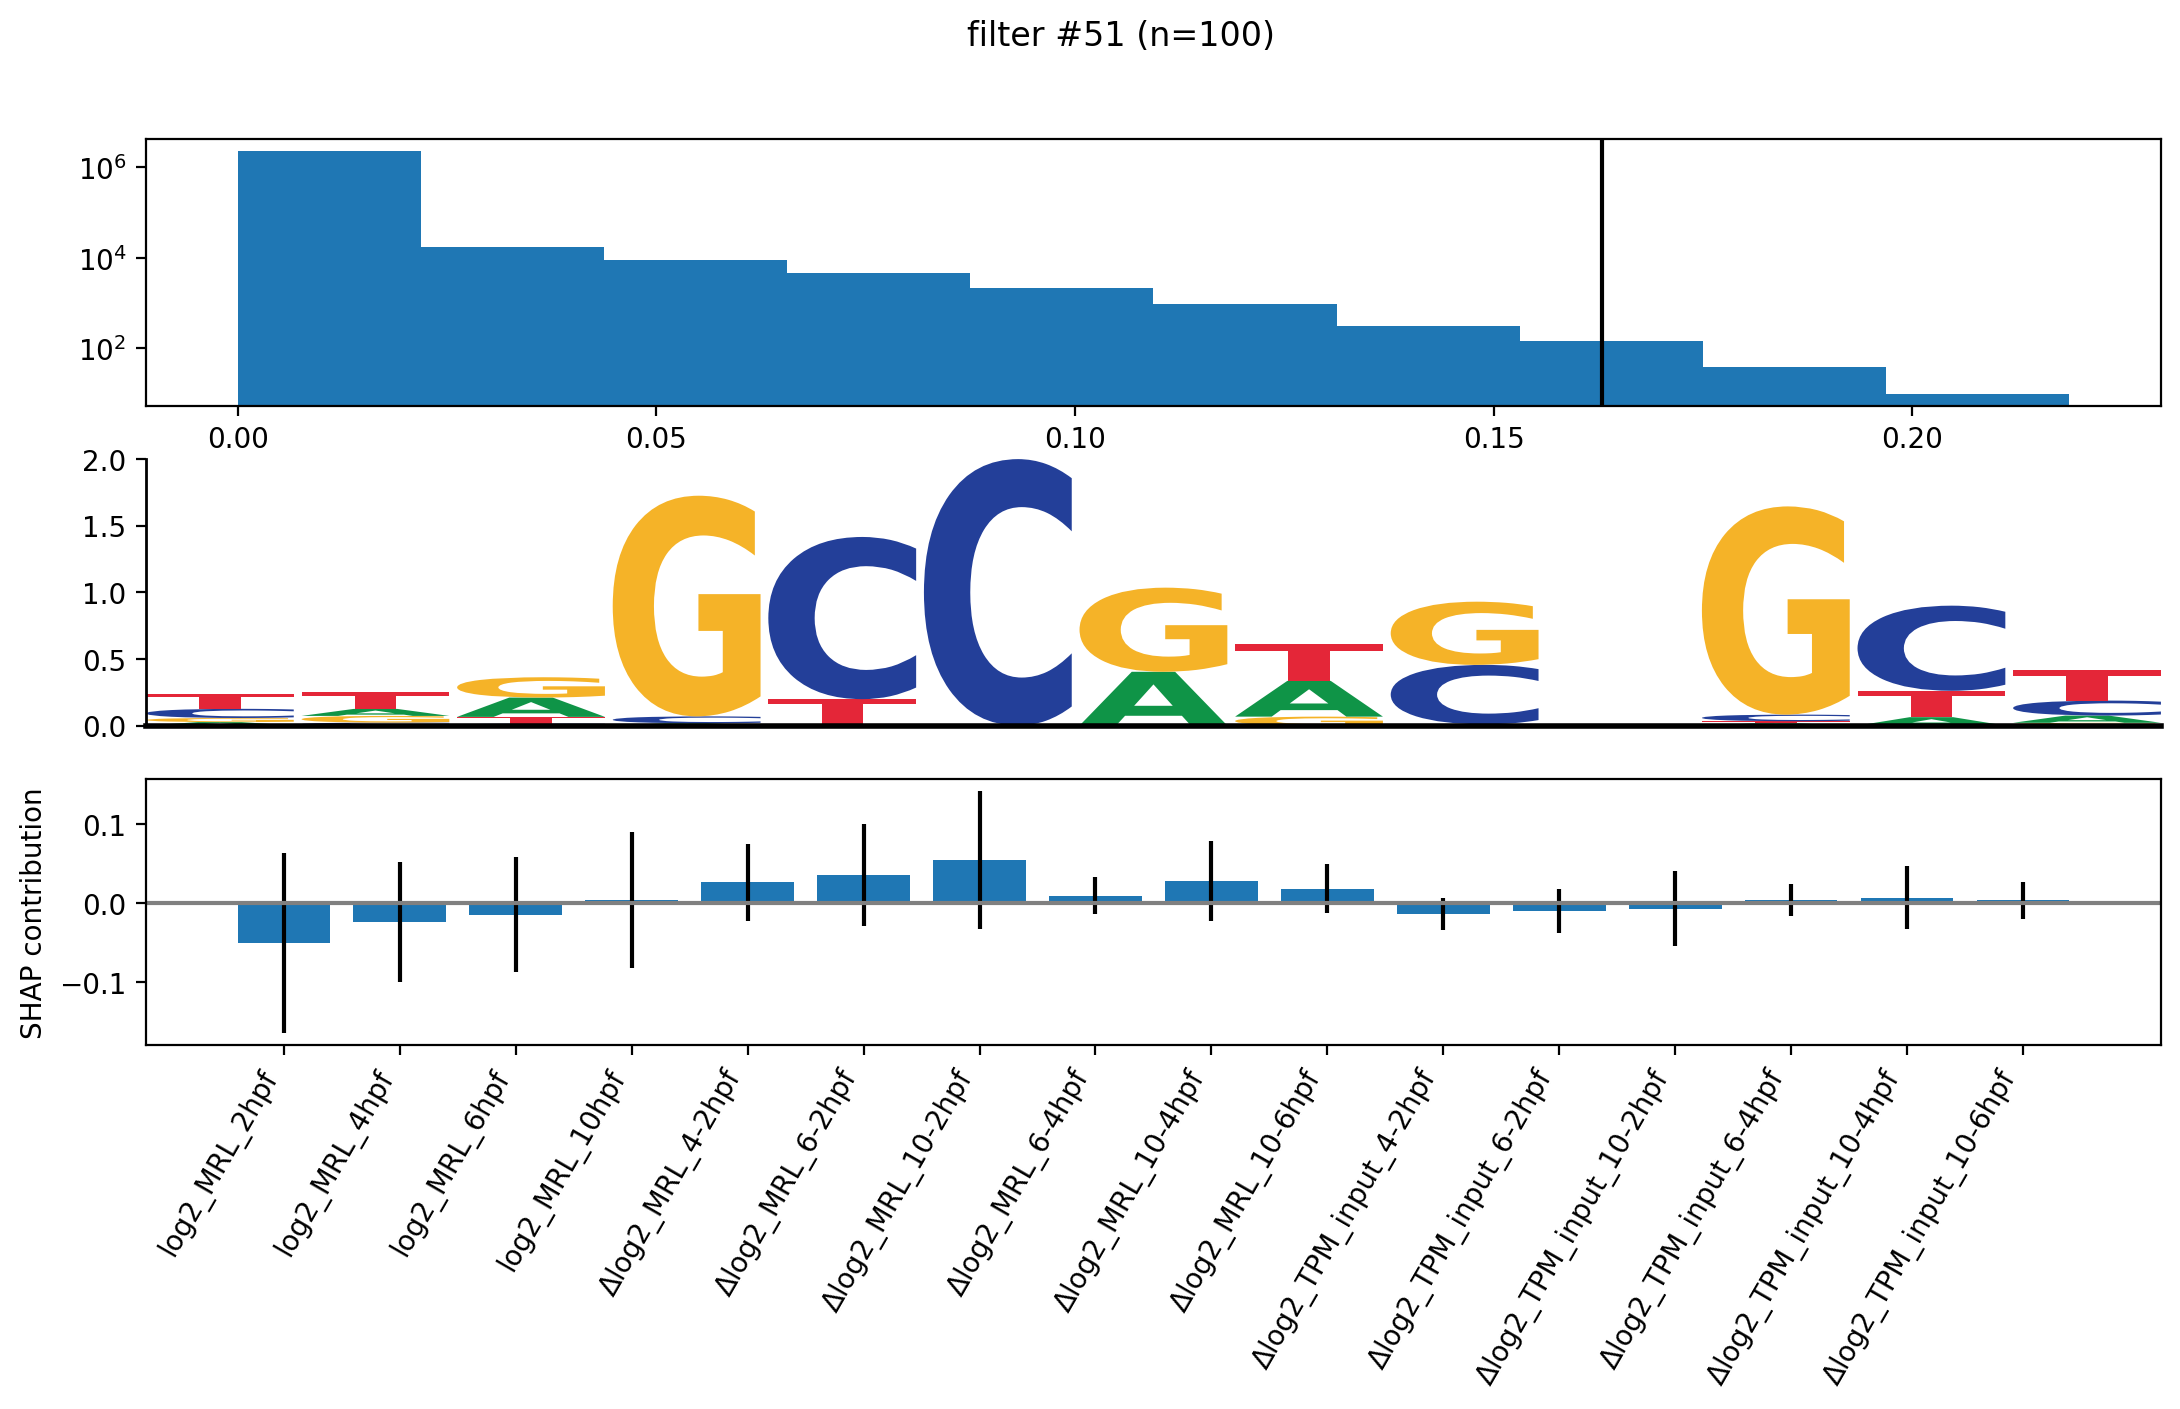 filter #51 (n=100)
10^6
10^4
10^2
0.00 0.05 0.10 0.15 0.20
2.0
1.5
1.0
0.5
0.0
T T G G C C G T G G C T
C A A C T A A C C T C
G G T G T A A
SHAP contribution
0.1
0.0
−0.1
log2_MRL_2hpf
log2_MRL_4hpf
log2_MRL_6hpf
log2_MRL_10hpf
Δlog2_MRL_4-2hpf
Δlog2_MRL_6-2hpf
Δlog2_MRL_10-2hpf
Δlog2_MRL_6-4hpf
Δlog2_MRL_10-4hpf
Δlog2_MRL_10-6hpf
Δlog2_TPM_input_4-2hpf
Δlog2_TPM_input_6-2hpf
Δlog2_TPM_input_10-2hpf
Δlog2_TPM_input_6-4hpf
Δlog2_TPM_input_10-4hpf
Δlog2_TPM_input_10-6hpf